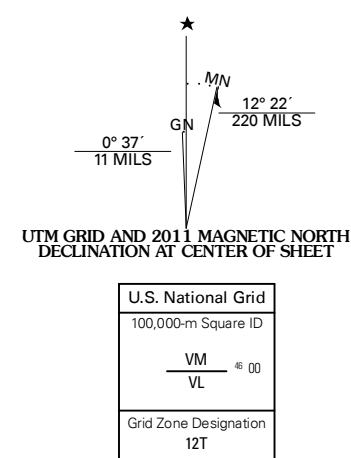 ★
MN
GN
12° 22´
220 MILS
0° 37´
11 MILS
UTM GRID AND 2011 MAGNETIC NORTH
DECLINATION AT CENTER OF SHEET
U.S. National Grid
100,000-m Square ID
VM
46 00
VL
Grid Zone Designation
12T